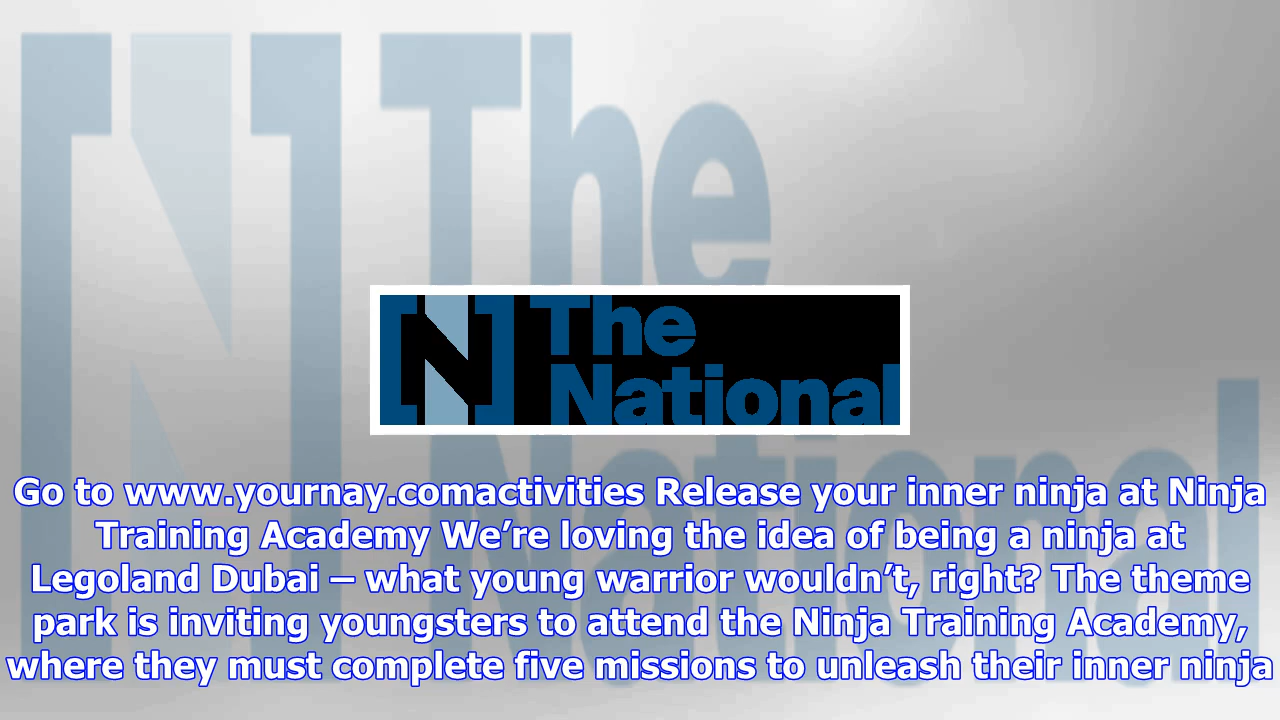 The
National
[N] The
National
Go to www.yournay.comactivities Release your inner ninja at Ninja
Training Academy We’re loving the idea of being a ninja at
Legoland Dubai – what young warrior wouldn’t, right? The theme
park is inviting youngsters to attend the Ninja Training Academy,
where they must complete five missions to unleash their inner ninja